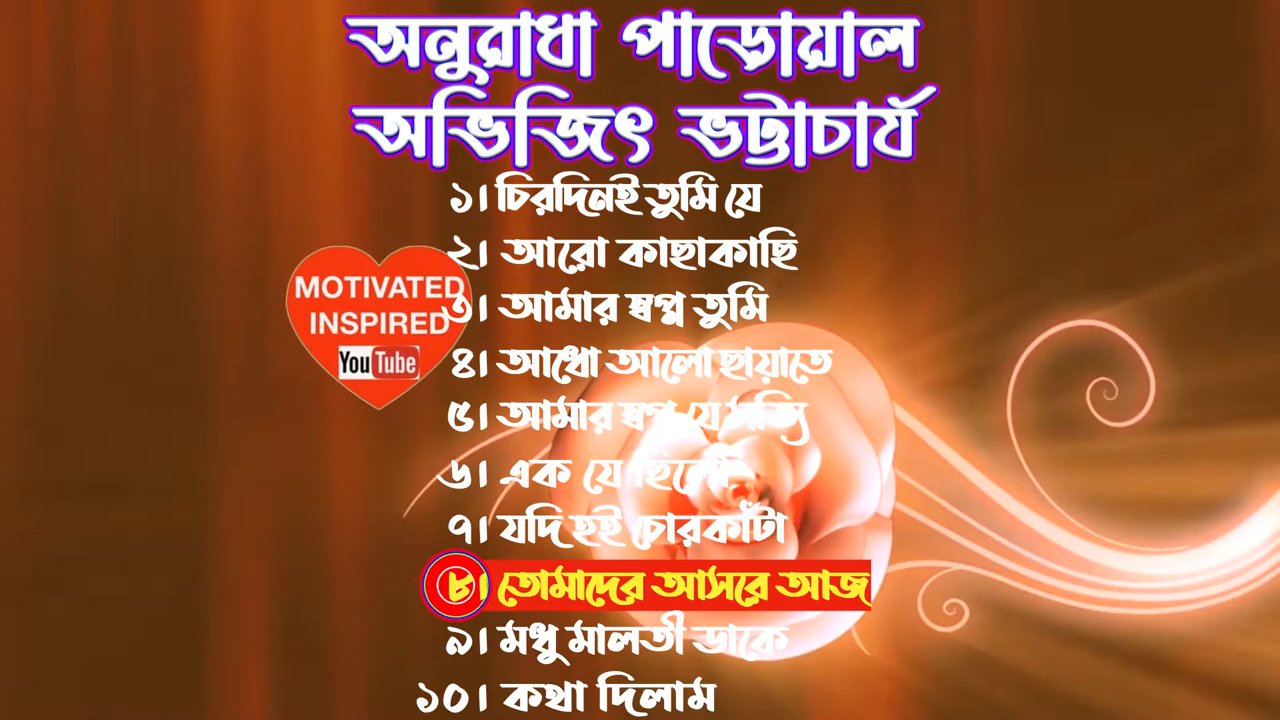 অনুরাধা পাড়োয়াল
অভিজিৎ ভট্টাচার্য
১। চিরদিনই তুমি যে
২। আরো কাছাকাছি
MOTIVATED
INSPIRED
YouTube
৩। আমার স্বপ্ন তুমি
৪। আধো আলো ছায়াতে
৫। আমার স্বপ্ন যে সত্যি
৬। এক যে ছিলো
৭। যদি হই চোরকাঁটা
৮। তোমাদের আসরে আজ
৯। মধু মালতী ডাকে
১০। কথা দিলাম